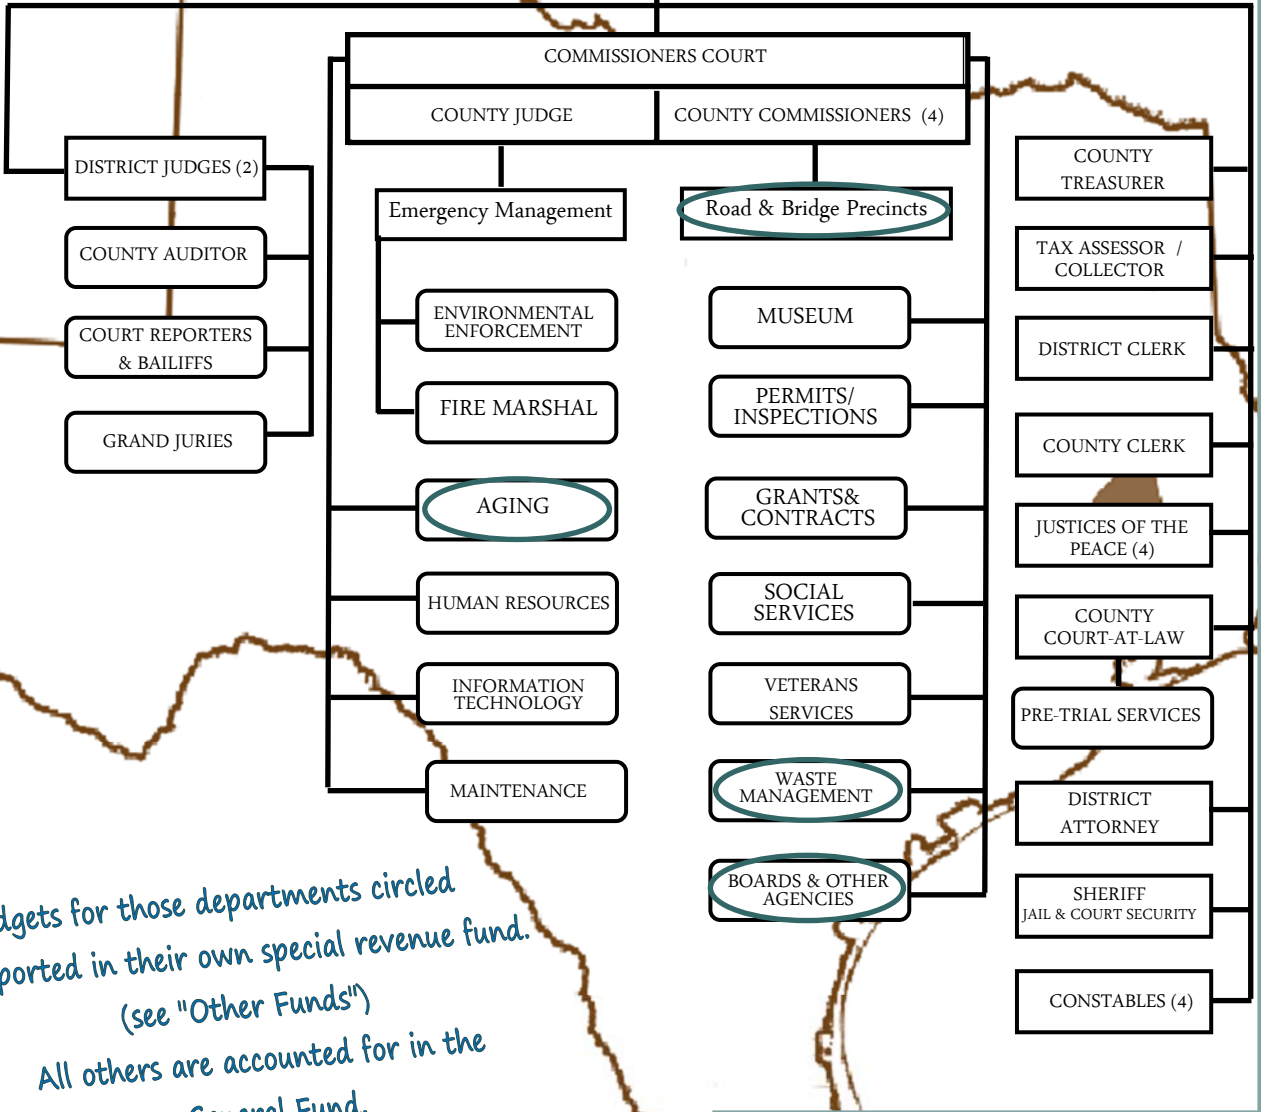 COMMISSIONERS COURT
COUNTY JUDGE
COUNTY COMMISSIONERS (4)
DISTRICT JUDGES (2)
COUNTY AUDITOR
COURT REPORTERS
& BAILIFFS
GRAND JURIES
Emergency Management
ENVIRONMENTAL
ENFORCEMENT
FIRE MARSHAL
AGING
HUMAN RESOURCES
INFORMATION
TECHNOLOGY
MAINTENANCE
Road & Bridge Precincts
MUSEUM
PERMITS/
INSPECTIONS
GRANTS&
CONTRACTS
SOCIAL
SERVICES
VETERANS
SERVICES
WASTE
MANAGEMENT
BOARDS & OTHER
AGENCIES
COUNTY
TREASURER
TAX ASSESSOR /
COLLECTOR
DISTRICT CLERK
COUNTY CLERK
JUSTICES OF THE
PEACE (4)
COUNTY
COURT-AT-LAW
PRE-TRIAL SERVICES
DISTRICT
ATTORNEY
SHERIFF
JAIL & COURT SECURITY
CONSTABLES (4)
for those departments circled
in their own special revenue fund.
(see "Other Funds")
All others are accounted for in the
General Fund.